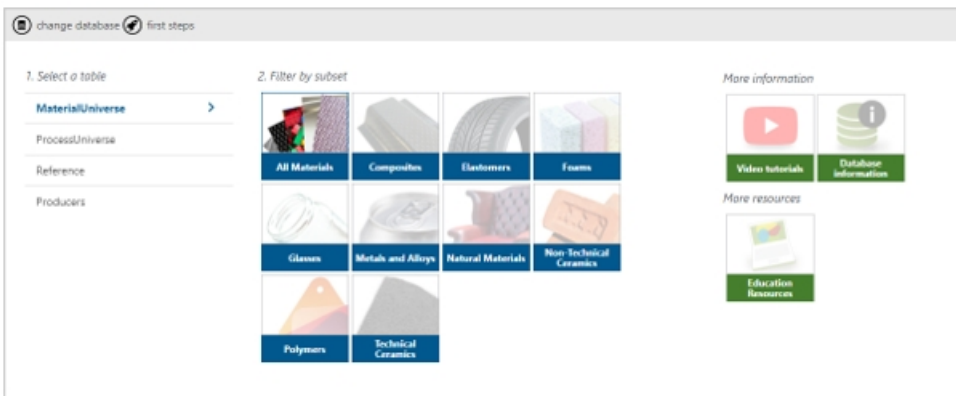 change database first steps
1. Select a table
MaterialUniverse
ProcessUniverse
Reference
Producers
2. Filter by subset
All Materials
Composites
Elastomers
Foams
Glasses
Metals and Alloys
Natural Materials
Non-Technical
Ceramics
Polymers
Technical
Ceramics
More information
Video tutorials
Database
information
More resources
Education
Resources